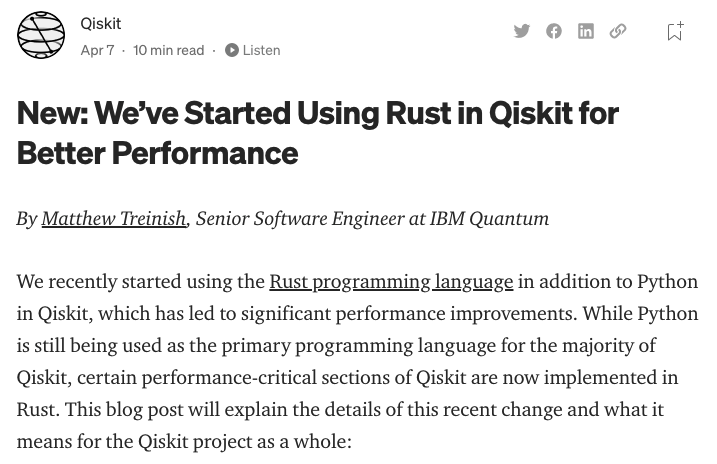 Qiskit
Apr 7 · 10 min read · Listen
New: We’ve Started Using Rust in Qiskit for
Better Performance
By Matthew Treinish, Senior Software Engineer at IBM Quantum
We recently started using the Rust programming language in addition to Python
in Qiskit, which has led to significant performance improvements. While Python
is still being used as the primary programming language for the majority of
Qiskit, certain performance-critical sections of Qiskit are now implemented in
Rust. This blog post will explain the details of this recent change and what it
means for the Qiskit project as a whole: